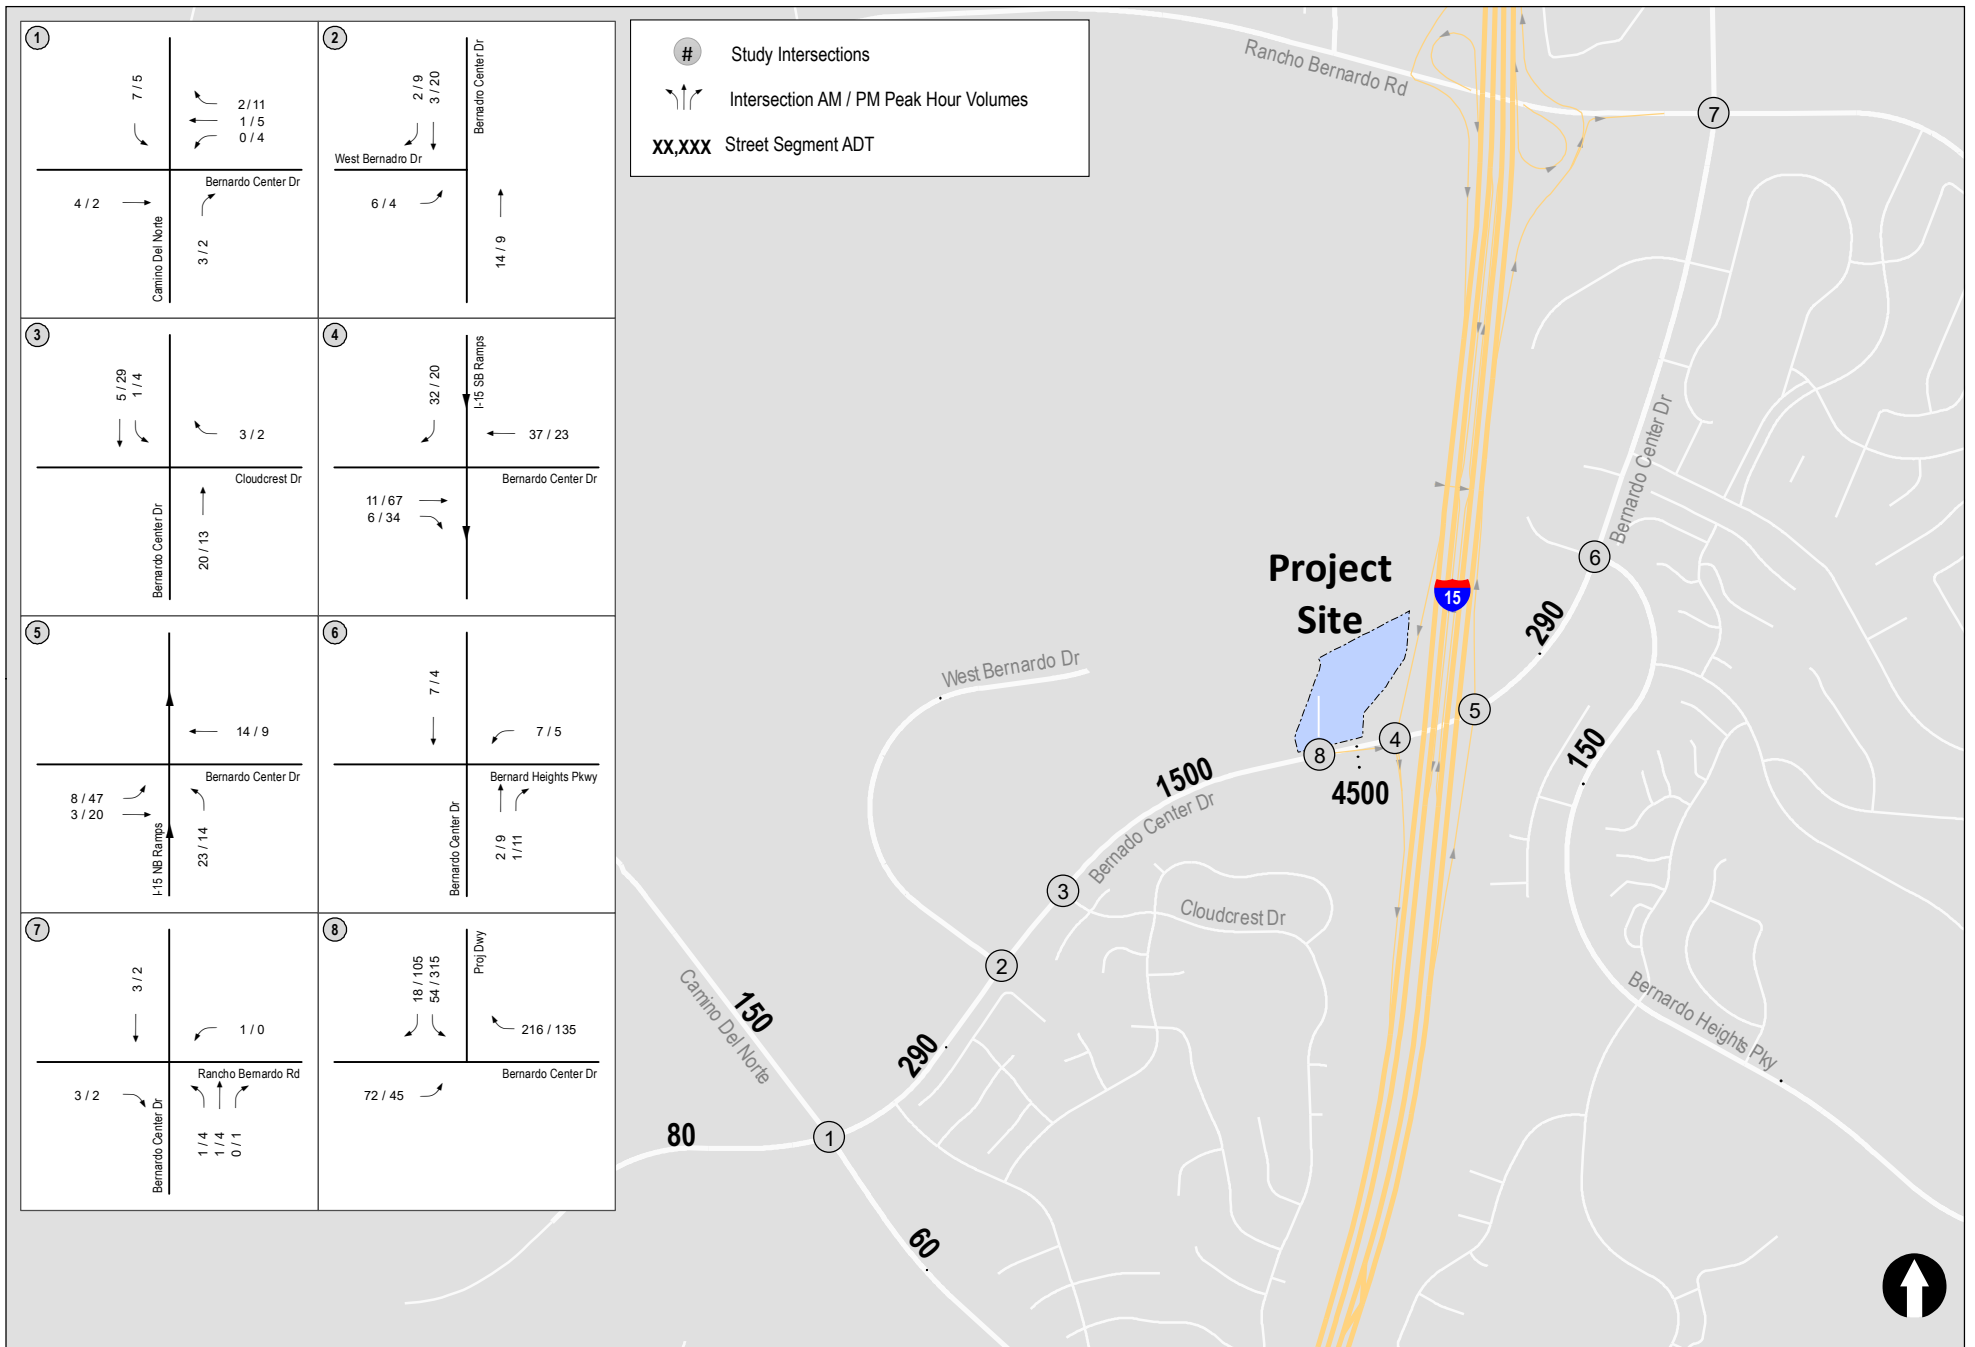 1
7 / 5
2 / 11
1 / 5
0 / 4
Bernardo Center Dr
4 / 2
Camino Del Norte
3 / 2
2
2 / 9
3 / 20
Bernadro Center Dr
West Bernadro Dr
6 / 4
14 / 9
3
5 / 29
1 / 4
3 / 2
Cloudcrest Dr
Bernardo Center Dr
20 / 13
4
32 / 20
I-15 SB Ramps
37 / 23
Bernardo Center Dr
11 / 67
6 / 34
5
14 / 9
Bernardo Center Dr
8 / 47
3 / 20
I-15 NB Ramps
23 / 14
6
7 / 4
7 / 5
Bernard Heights Pkwy
Bernardo Center Dr
2 / 9
1 / 11
7
3 / 2
1 / 0
Rancho Bernardo Rd
3 / 2
Bernardo Center Dr
1 / 4
1 / 4
0 / 1
8
18 / 105
54 / 315
Proj Dwy
216 / 135
Bernardo Center Dr
72 / 45
# Study Intersections
Intersection AM / PM Peak Hour Volumes
XX,XXX Street Segment ADT
Rancho Bernardo Rd
7
Bernardo Center Dr
6
Project
Site
15
290
West Bernardo Dr
5
4
8
150
1500
4500
Bernado Center Dr
3
Cloudcrest Dr
2
Camino Del Norte
150
290
Bernardo Heights Pky
80
1
60